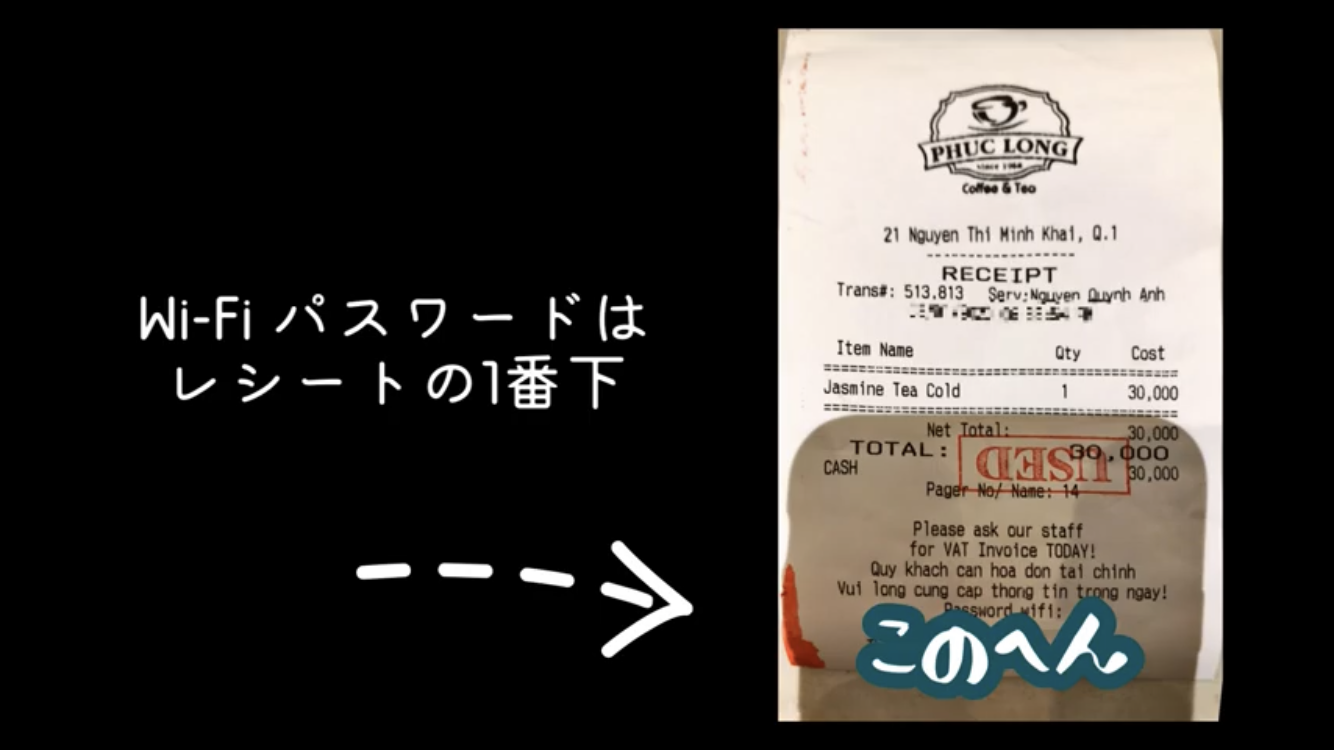 Wi-Fi パスワードは
レシートの1番下
PHUC LONG
since 1968
Coffee & Tea
21 Nguyen Thi Minh Khai, Q.1
RECEIPT
Trans#: 513,813 Serv:Nguyen Quynh Anh
Item Name Qty Cost
Jasmine Tea Cold 1 30,000
Net Total: 30,000
TOTAL: 30,000
USED
CASH 30,000
Pager No/ Name: 14
Please ask our staff
for VAT Invoice TODAY!
Quy khach can hoa don tai chinh
Vui long cung cap thong tin trong ngay!
Password wifi:
このへん